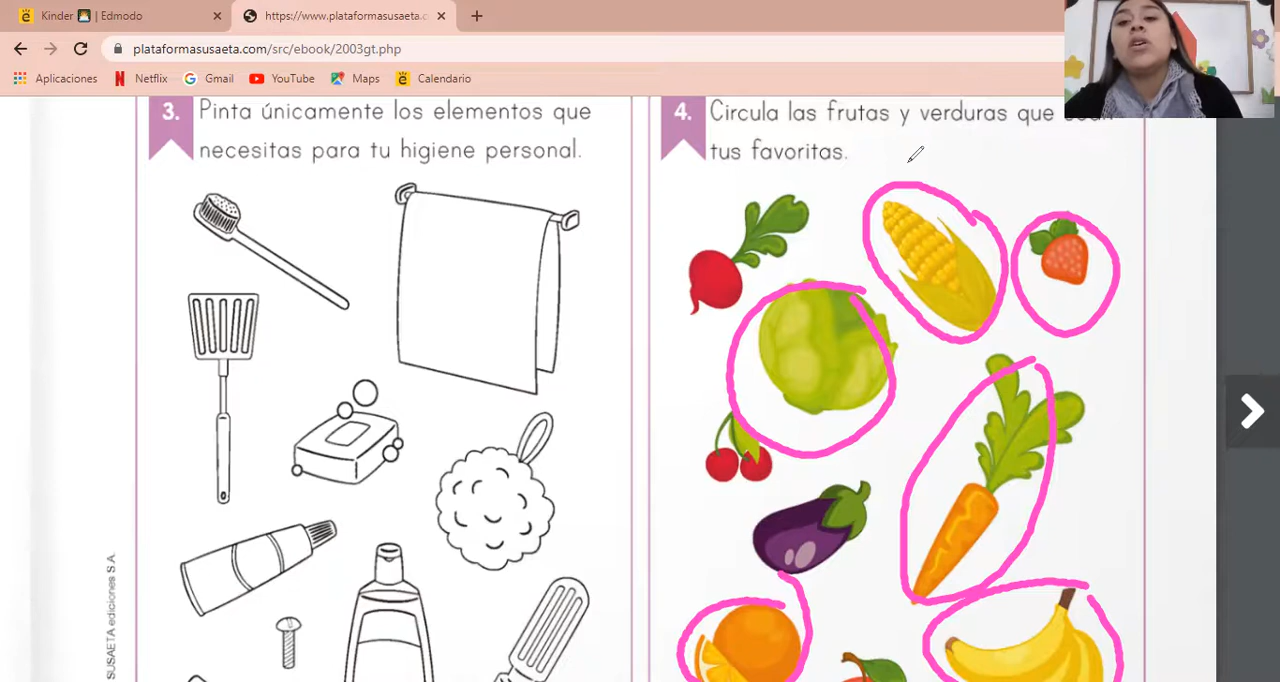 Kinder | Edmodo
https://www.plataformasusaeta.co
plataformasusaeta.com/src/ebook/2003gt.php
Aplicaciones Netflix Gmail YouTube Maps Calendario
3. Pinta únicamente los elementos que
necesitas para tu higiene personal.
4. Circula las frutas y verduras que
tus favoritas.
SUSAETA ediciones S.A.